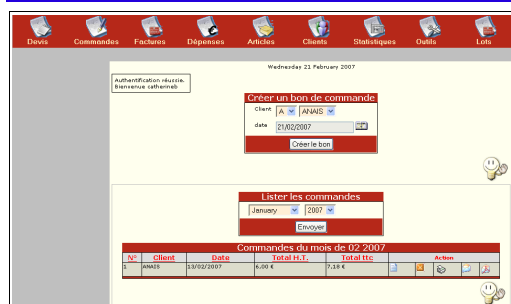 Devis Commandes Factures Dépenses Articles Clients Statistiques Outils Lots
Wednesday 21 February 2007
Authentification réussie.
Bienvenue catherineb
Créer un bon de commande
Client A ANAIS
date 21/02/2007
Créer le bon
Lister les commandes
January 2007
Envoyer
Commandes du mois de 02 2007
N° Client Date Total H.T. Total ttc Action
1 ANAIS 13/02/2007 6,00 € 7,18 €